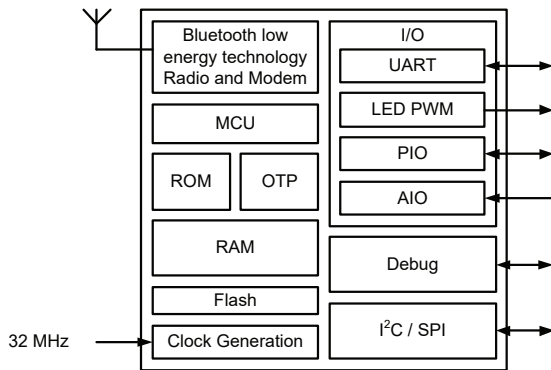 Bluetooth low
energy technology
Radio and Modem
MCU
ROM
OTP
RAM
Flash
32 MHz
Clock Generation
I/O
UART
LED PWM
PIO
AIO
Debug
I²C / SPI